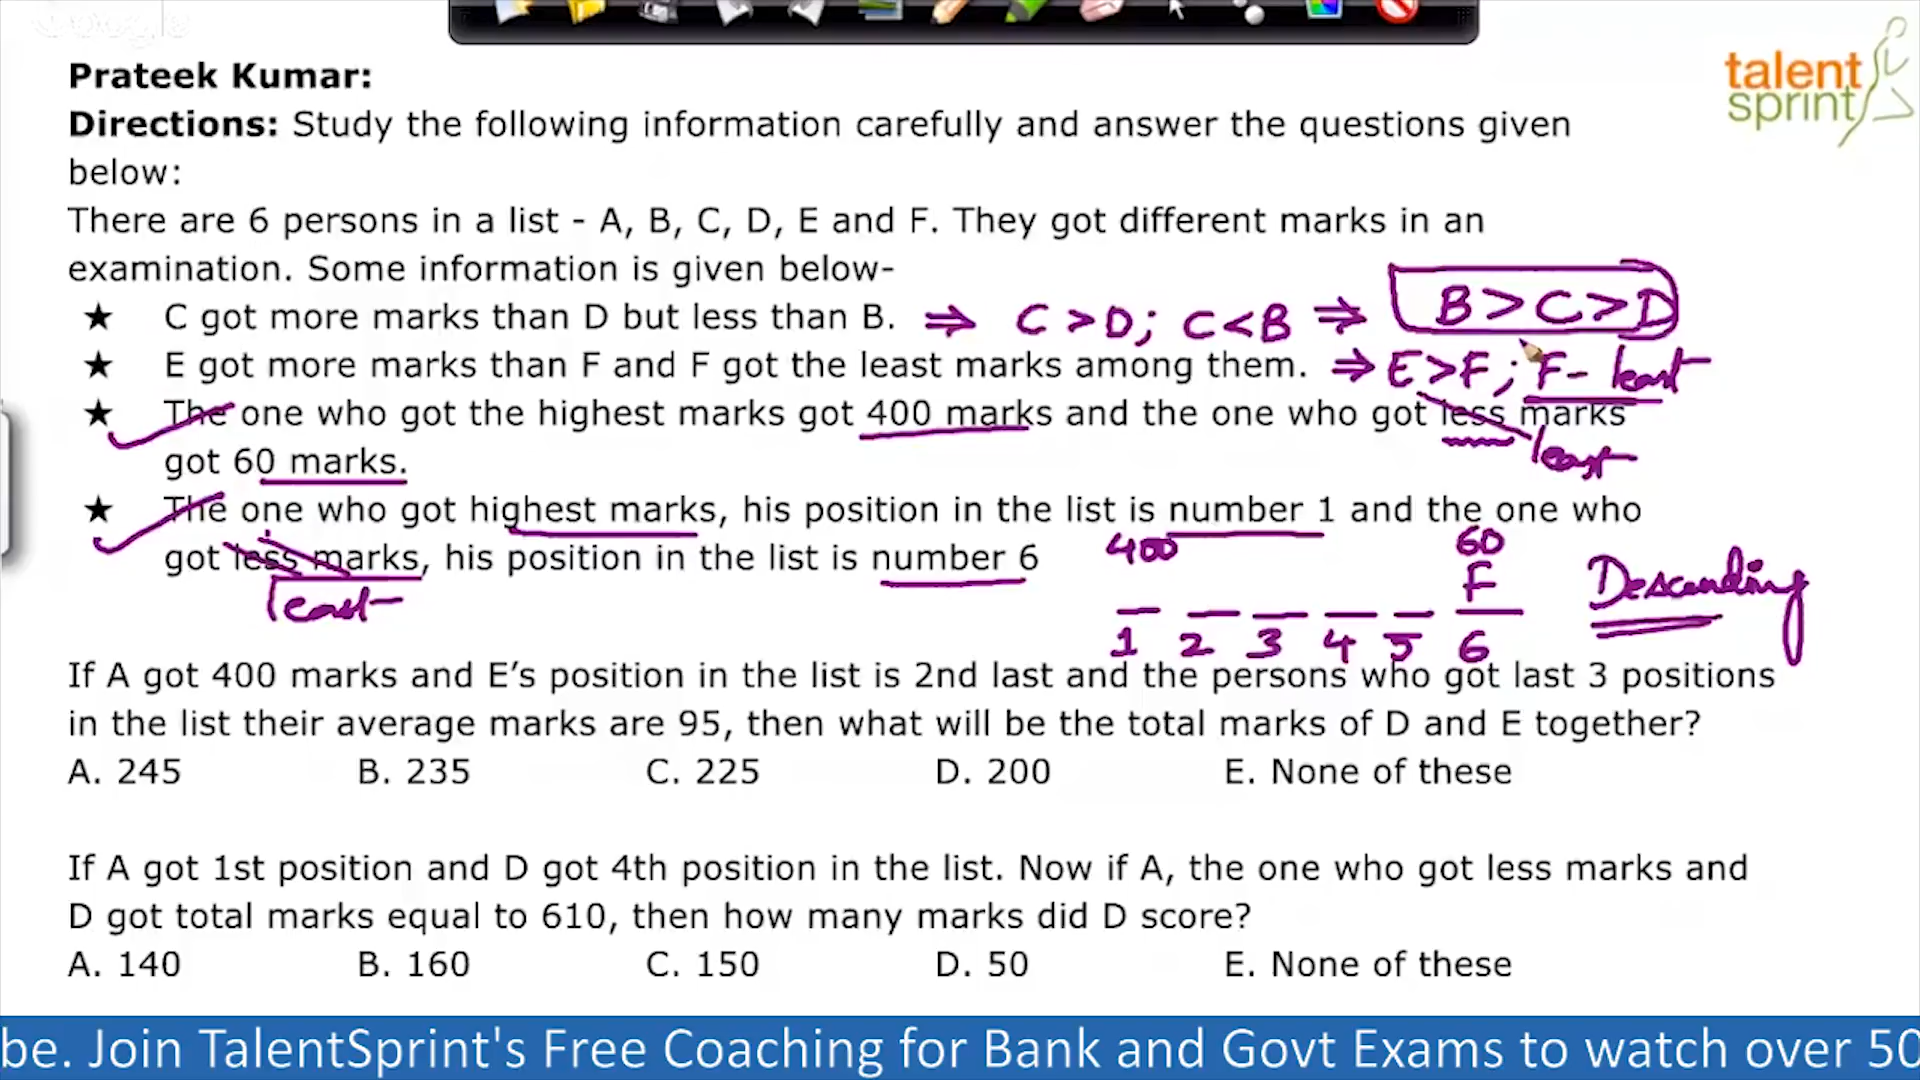 Prateek Kumar:
talent
sprint
Directions: Study the following information carefully and answer the questions given
below:
There are 6 persons in a list - A, B, C, D, E and F. They got different marks in an
examination. Some information is given below-
★ C got more marks than D but less than B. ⇒ C > D; C < B ⇒ B > C > D
★ E got more marks than F and F got the least marks among them. ⇒ E > F; F - least
★ The one who got the highest marks got 400 marks and the one who got less marks
least
got 60 marks.
★ The one who got highest marks, his position in the list is number 1 and the one who
got less marks, his position in the list is number 6
least
400 60
F
Descending
1 2 3 4 5 6
If A got 400 marks and E’s position in the list is 2nd last and the persons who got last 3 positions
in the list their average marks are 95, then what will be the total marks of D and E together?
A. 245 B. 235 C. 225 D. 200 E. None of these
If A got 1st position and D got 4th position in the list. Now if A, the one who got less marks and
D got total marks equal to 610, then how many marks did D score?
A. 140 B. 160 C. 150 D. 50 E. None of these
be. Join TalentSprint's Free Coaching for Bank and Govt Exams to watch over 50